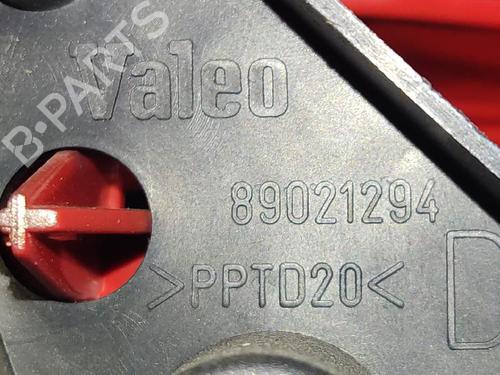 Valeo
B-PARTS
89021294
>PPTD20<
D